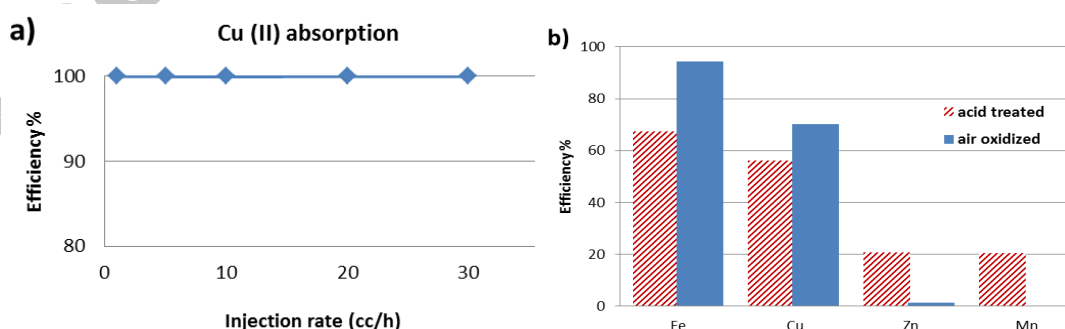 a)
Cu (II) absorption
100
90
80
Efficiency%
0 10 20 30
Injection rate (cc/h)
b)
100
80
60
40
20
0
Efficiency%
acid treated
air oxidized
Fe Cu Zn Mn